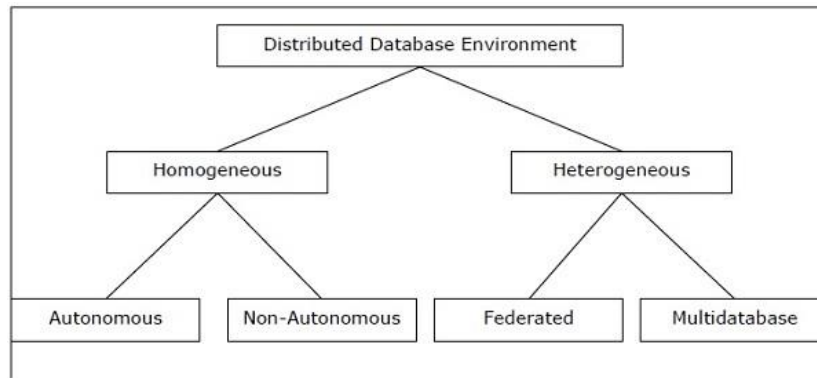 Distributed Database Environment
Homogeneous
Heterogeneous
Autonomous
Non-Autonomous
Federated
Multidatabase